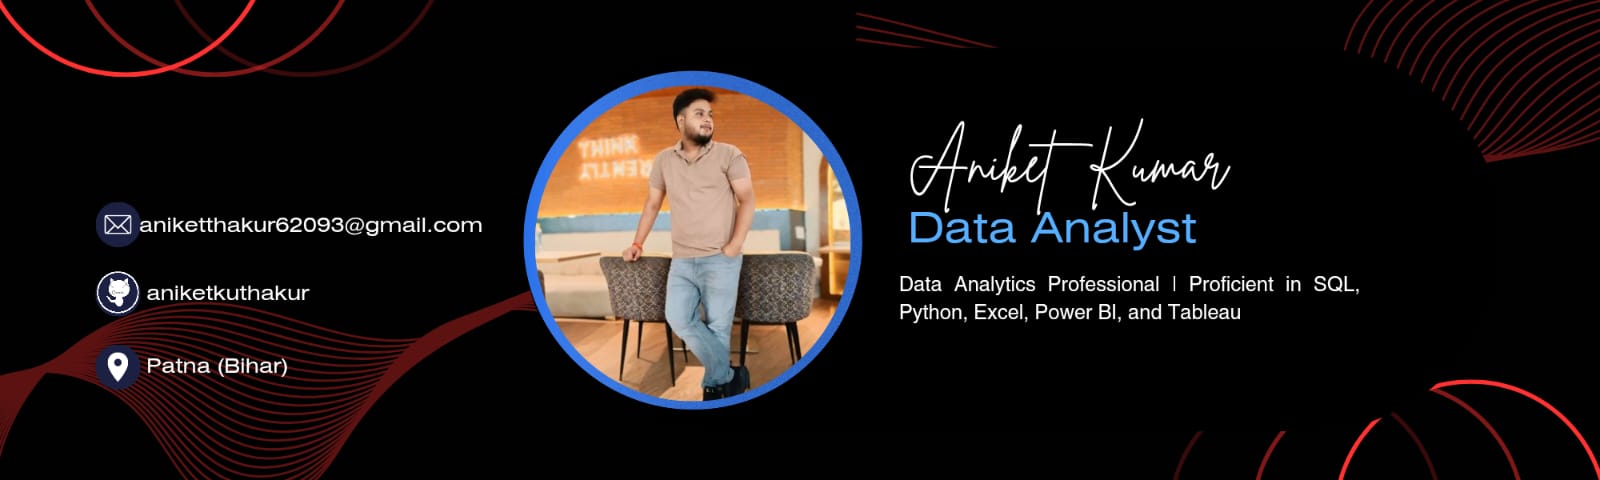 aniketthakur62093@gmail.com
aniketkuthakur
Patna (Bihar)
THINK
Aniket Kumar
Data Analyst
Data Analytics Professional | Proficient in SQL,
Python, Excel, Power BI, and Tableau